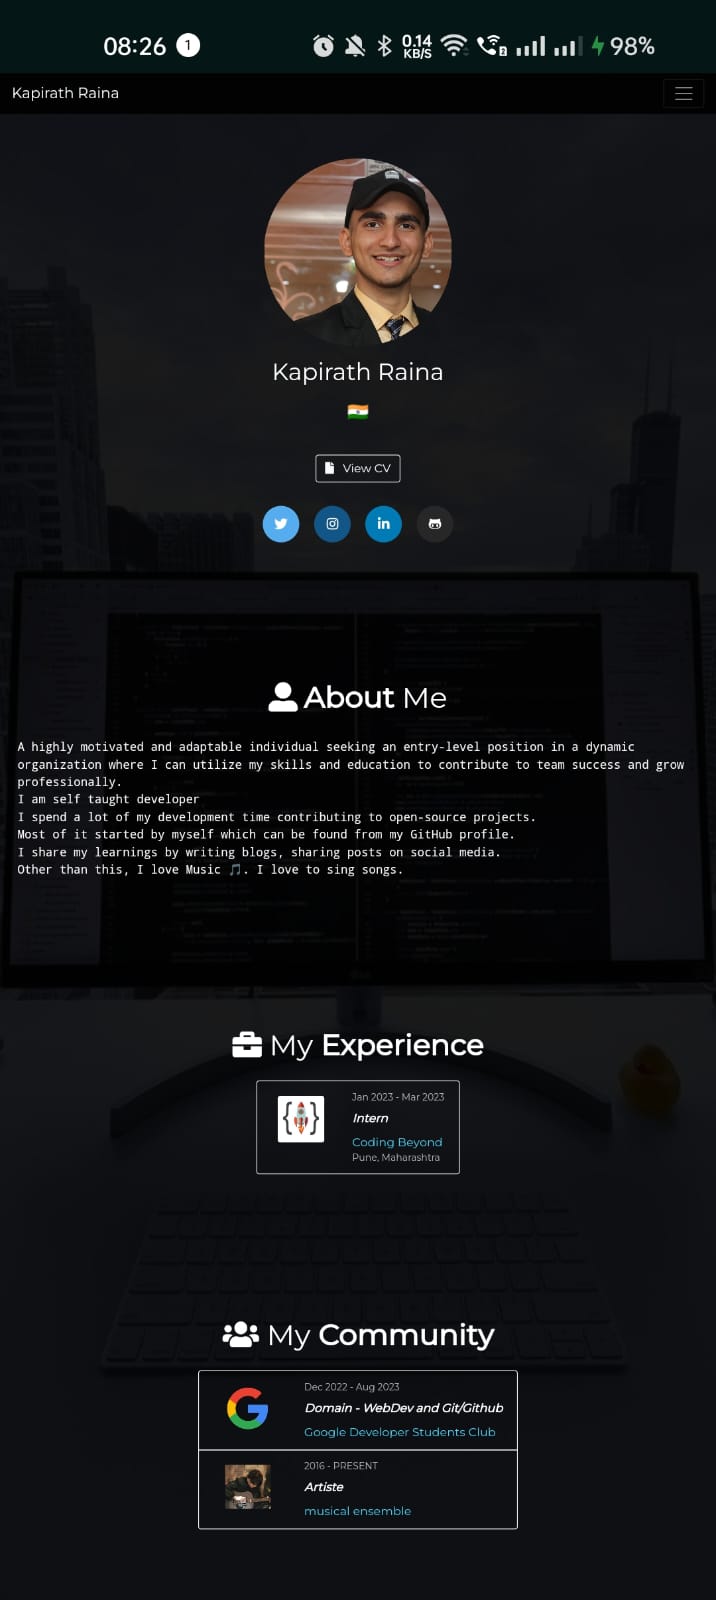 08:26 1 0.14 KB/S 2 98%
Kapirath Raina
Kapirath Raina
View CV
About Me
A highly motivated and adaptable individual seeking an entry-level position in a dynamic
organization where I can utilize my skills and education to contribute to team success and grow
professionally.
I am self taught developer
I spend a lot of my development time contributing to open-source projects.
Most of it started by myself which can be found from my GitHub profile.
I share my learnings by writing blogs, sharing posts on social media.
Other than this, I love Music 🎵. I love to sing songs.
My Experience
Jan 2023 - Mar 2023
Intern
Coding Beyond
Pune, Maharashtra
My Community
Dec 2022 - Aug 2023
Domain - WebDev and Git/Github
Google Developer Students Club
2016 - PRESENT
Artiste
musical ensemble